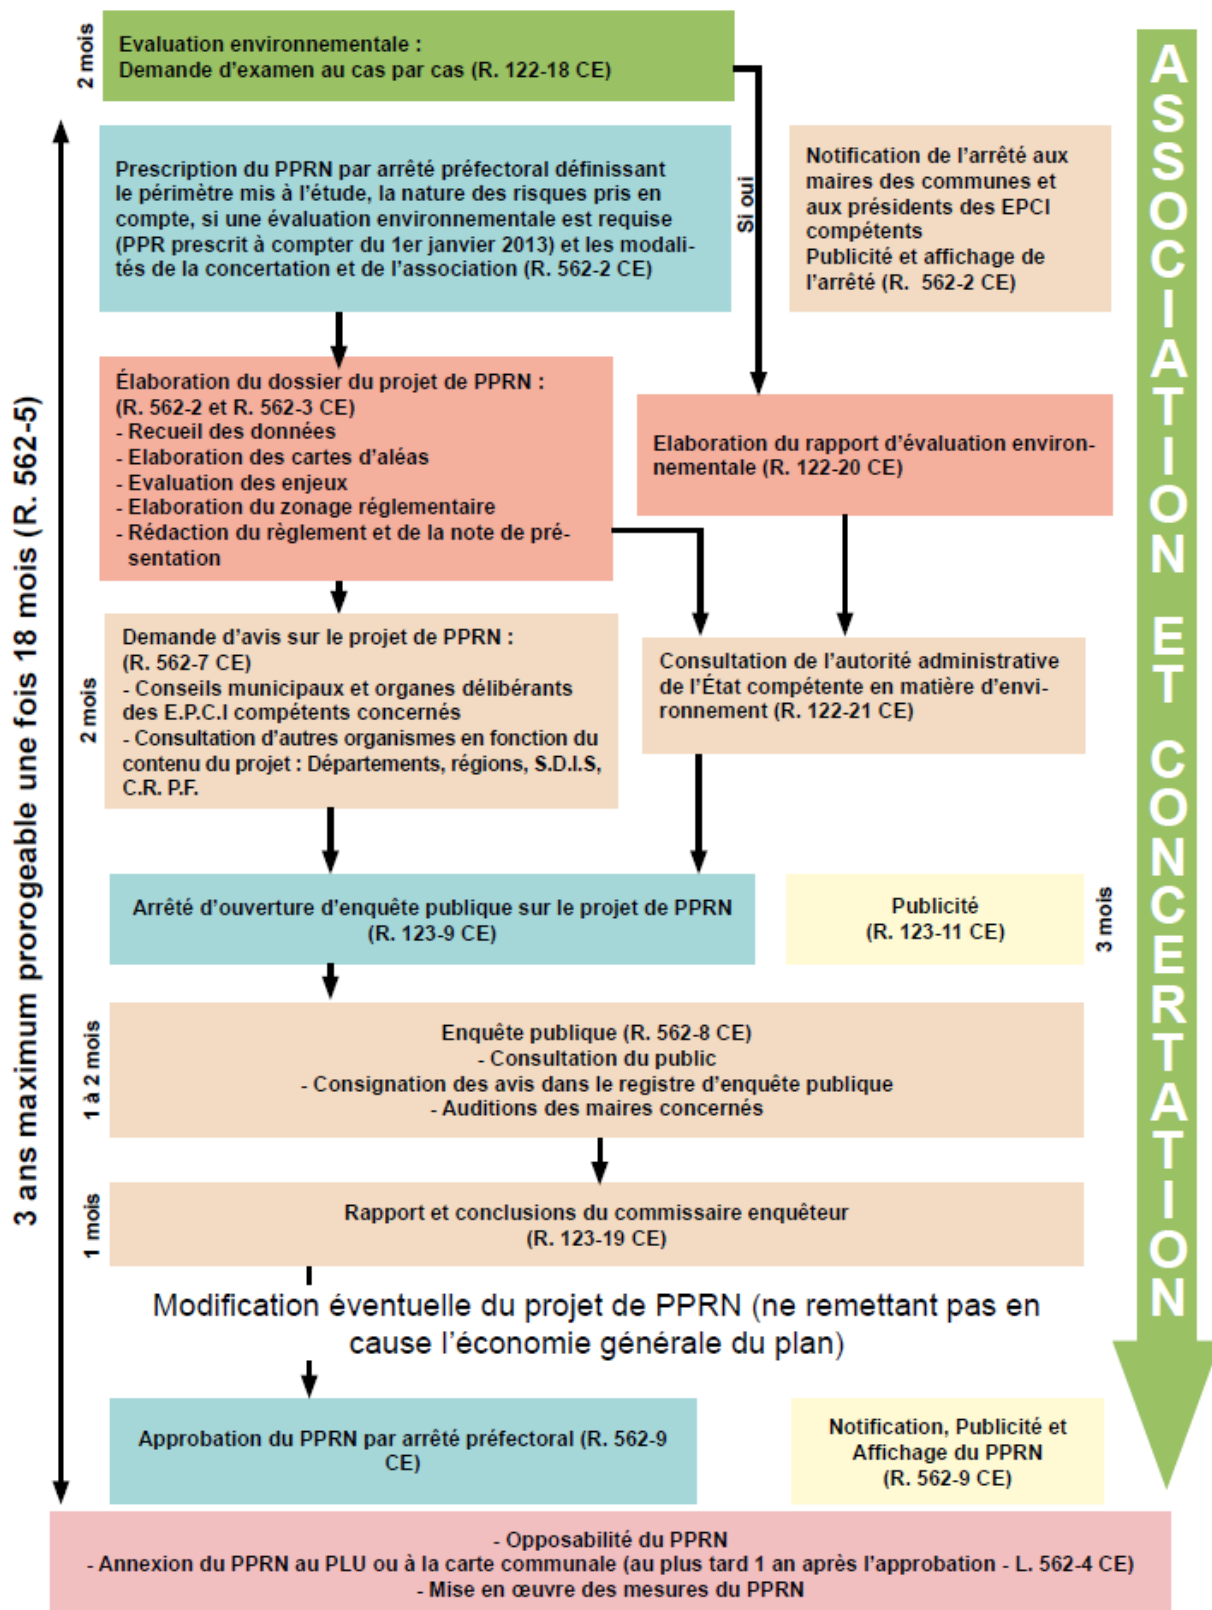 2 mois
Evaluation environnementale :
Demande d'examen au cas par cas (R. 122-18 CE)
3 ans maximum prorogeable une fois 18 mois (R. 562-5)
Prescription du PPRN par arrêté préfectoral définissant
le périmètre mis à l'étude, la nature des risques pris en
compte, si une évaluation environnementale est requise
(PPR prescrit à compter du 1er janvier 2013) et les modali-
tés de la concertation et de l'association (R. 562-2 CE)
Si oui
Notification de l'arrêté aux
maires des communes et
aux présidents des EPCI
compétents
Publicité et affichage de
l'arrêté (R. 562-2 CE)
Élaboration du dossier du projet de PPRN :
(R. 562-2 et R. 562-3 CE)
- Recueil des données
- Elaboration des cartes d'aléas
- Evaluation des enjeux
- Elaboration du zonage réglementaire
- Rédaction du règlement et de la note de pré-
sentation
Elaboration du rapport d'évaluation environ-
nementale (R. 122-20 CE)
2 mois
Demande d'avis sur le projet de PPRN :
(R. 562-7 CE)
- Conseils municipaux et organes délibérants
des E.P.C.I compétents concernés
- Consultation d'autres organismes en fonction du
contenu du projet : Départements, régions, S.D.I.S,
C.R. P.F.
Consultation de l'autorité administrative
de l'État compétente en matière d'envi-
ronnement (R. 122-21 CE)
Arrêté d'ouverture d'enquête publique sur le projet de PPRN
(R. 123-9 CE)
Publicité
(R. 123-11 CE)
3 mois
1 à 2 mois
Enquête publique (R. 562-8 CE)
- Consultation du public
- Consignation des avis dans le registre d'enquête publique
- Auditions des maires concernés
1 mois
Rapport et conclusions du commissaire enquêteur
(R. 123-19 CE)
Modification éventuelle du projet de PPRN (ne remettant pas en
cause l'économie générale du plan)
Approbation du PPRN par arrêté préfectoral (R. 562-9
CE)
Notification, Publicité et
Affichage du PPRN
(R. 562-9 CE)
- Opposabilité du PPRN
- Annexion du PPRN au PLU ou à la carte communale (au plus tard 1 an après l'approbation - L. 562-4 CE)
- Mise en œuvre des mesures du PPRN
ASSOCIATION ET CONCERTATION